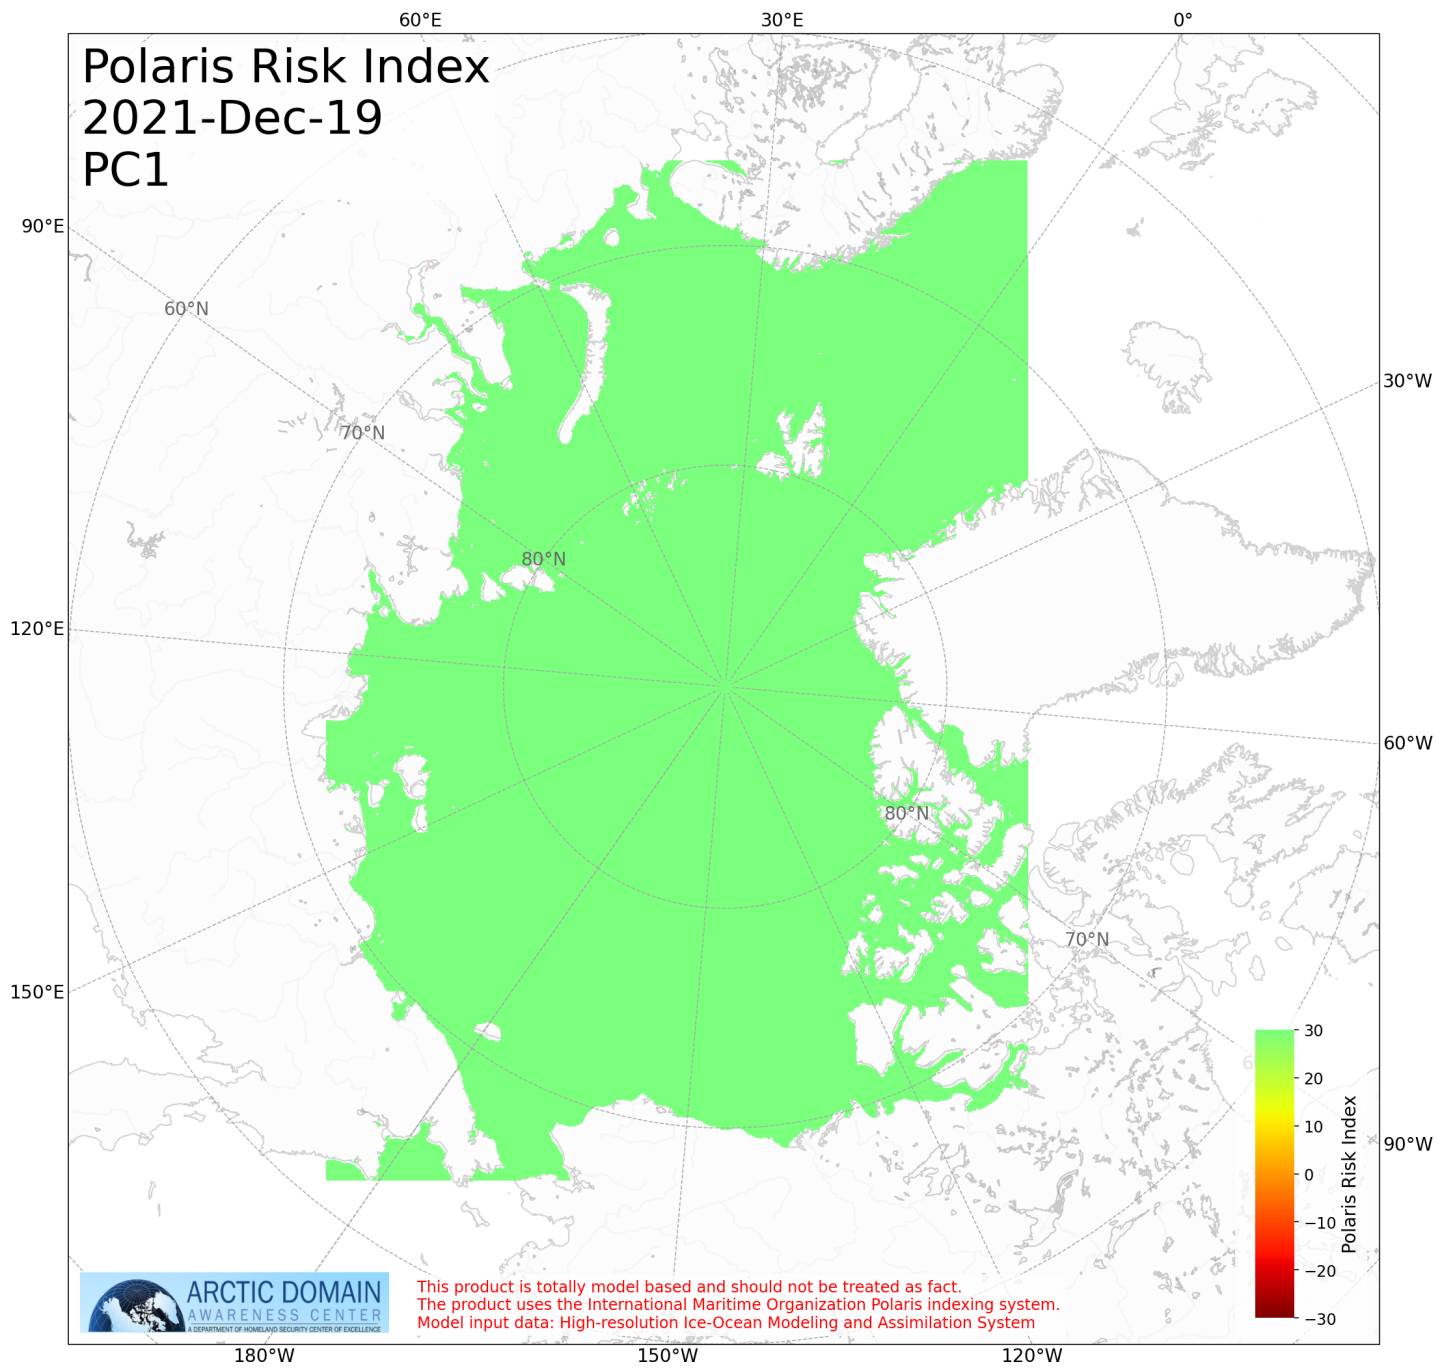 60°E 30°E 0°
Polaris Risk Index
2021-Dec-19
PC1
90°E
60°N
30°W
70°N
80°N
120°E
60°W
80°N
70°N
150°E
30
20
10
0
−10
−20
−30
Polaris Risk Index
90°W
ARCTIC DOMAIN
AWARENESS CENTER
A DEPARTMENT OF HOMELAND SECURITY CENTER OF EXCELLENCE
This product is totally model based and should not be treated as fact.
The product uses the International Maritime Organization Polaris indexing system.
Model input data: High-resolution Ice-Ocean Modeling and Assimilation System
180°W 150°W 120°W